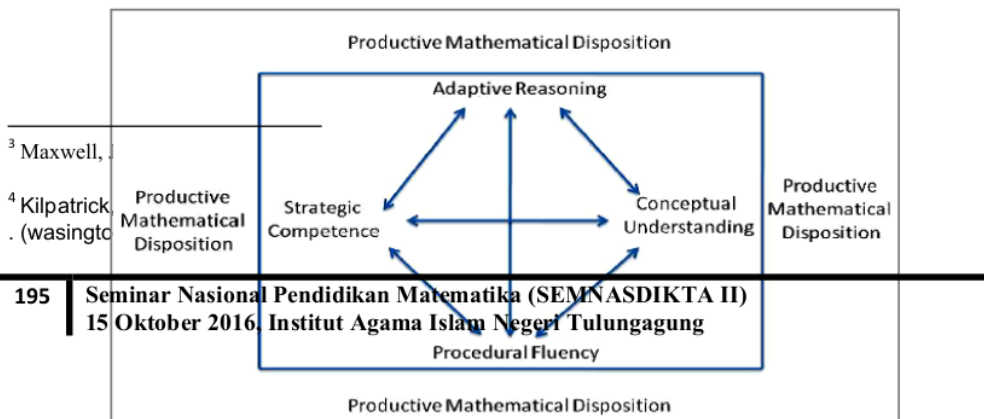 Productive Mathematical Disposition
Adaptive Reasoning
3 Maxwell,
4 Kilpatrick
. (wasingto
Productive
Mathematical
Disposition
Strategic
Competence
Conceptual
Understanding
Productive
Mathematical
Disposition
195
Seminar Nasional Pendidikan Matematika (SEMNASDIKTA II)
15 Oktober 2016, Institut Agama Islam Negeri Tulungagung
Procedural Fluency
Productive Mathematical Disposition